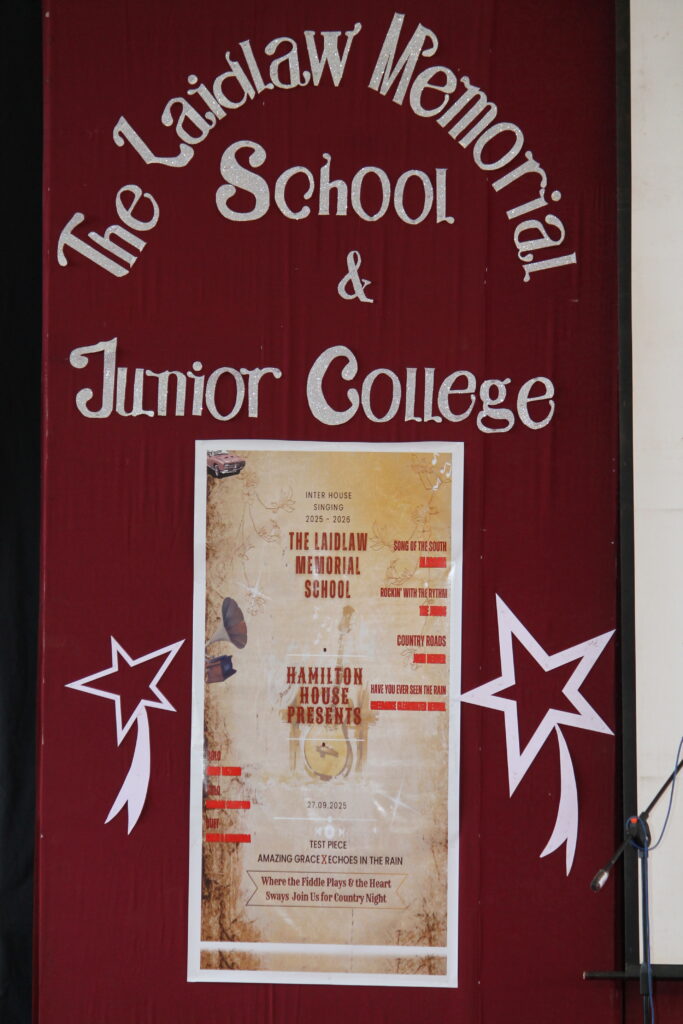 The Laidlaw Memorial
School
&
Junior College
INTER HOUSE
SINGING
2025 - 2026
THE LAIDLAW
MEMORIAL
SCHOOL
SONG OF THE SOUTH
ROCKIN' WITH THE RYTHM
COUNTRY ROADS
HAVE YOU EVER SEEN THE RAIN
HAMILTON
HOUSE
PRESENTS
27.09.2025
TEST PIECE
AMAZING GRACE X ECHOES IN THE RAIN
Where the Fiddle Plays & the Heart
Sways Join Us for Country Night